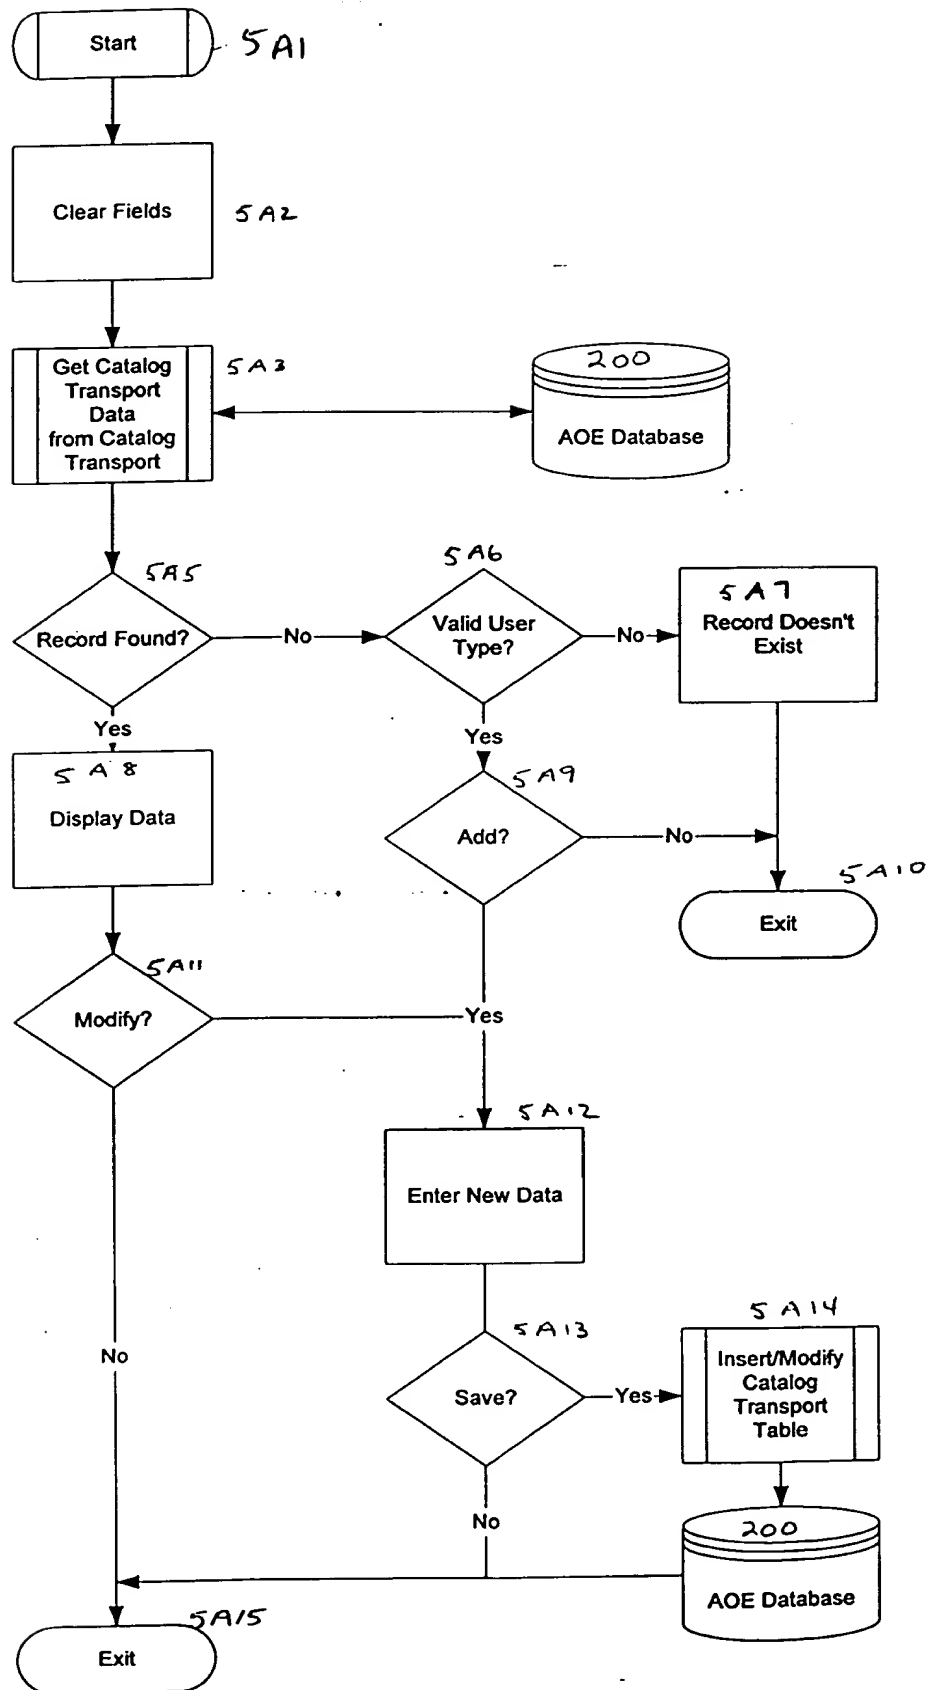 Start
5A1
Clear Fields
5A2
Get Catalog
Transport
Data
from Catalog
Transport
5A3
200
AOE Database
5A5
Record Found?
No
5A6
Valid User
Type?
No
5A7
Record Doesn't
Exist
Yes
Yes
5A8
Display Data
5A9
Add?
No
5A10
Exit
5A11
Modify?
Yes
5A12
Enter New Data
5A13
Save?
Yes
5A14
Insert/Modify
Catalog
Transport
Table
No
No
200
AOE Database
5A15
Exit